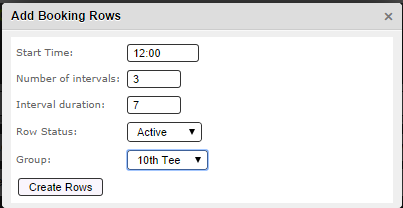 Add Booking Rows ×
Start Time: 12:00
Number of intervals: 3
Interval duration: 7
Row Status: Active ▼
Group: 10th Tee ▼
Create Rows